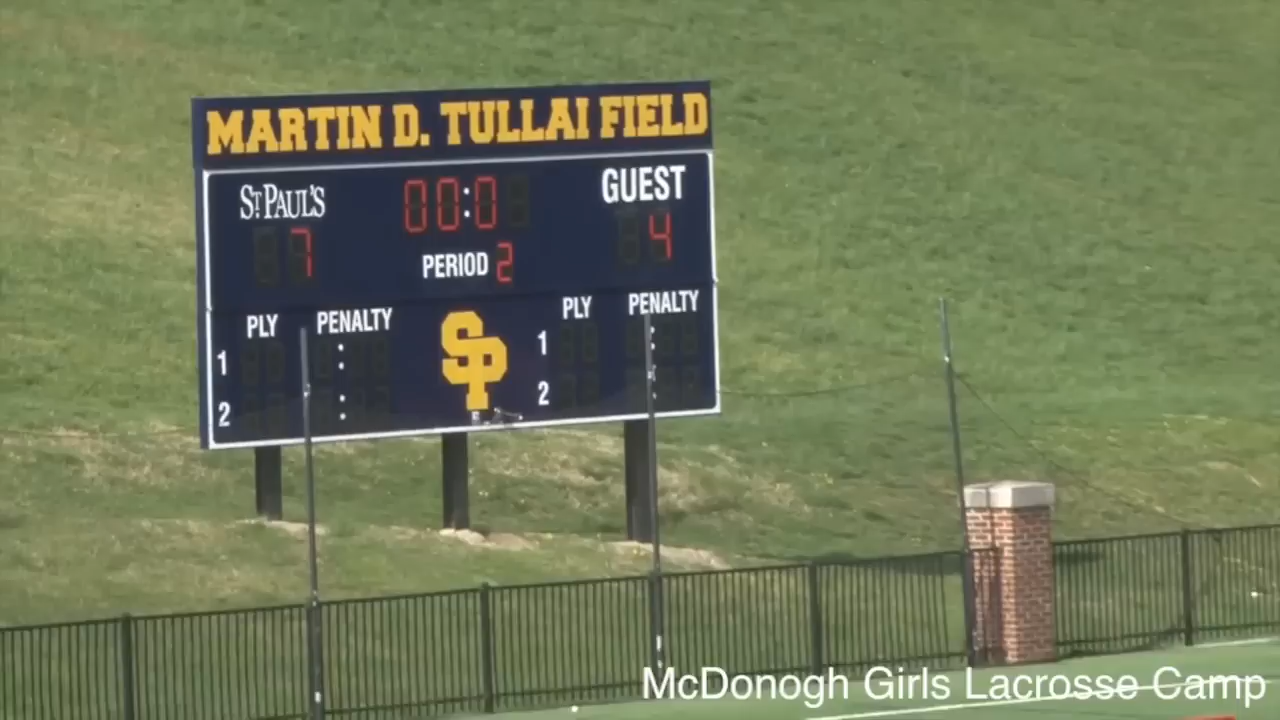 MARTIN D. TULLAI FIELD
ST. PAUL'S 00:0 GUEST
7 4
PERIOD 2
PLY PENALTY PLY PENALTY
1 : 1 :
2 : 2 :
SP
McDonogh Girls Lacrosse Camp